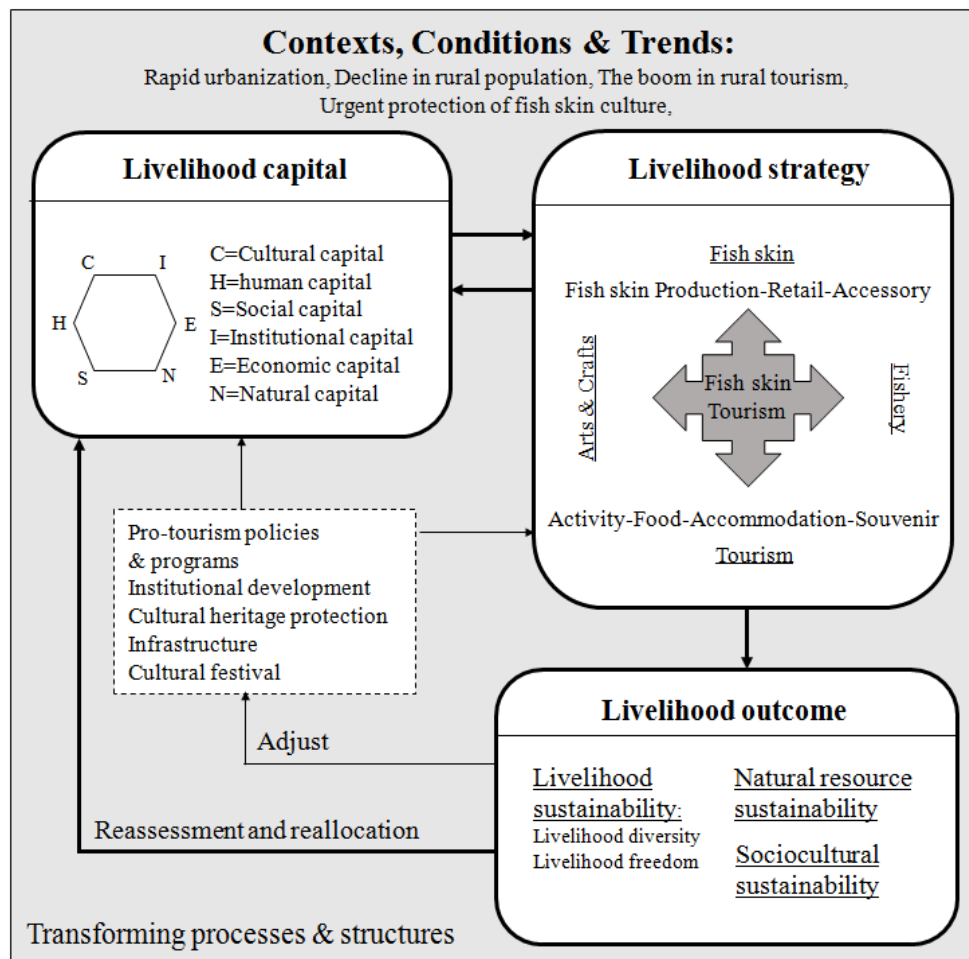 Contexts, Conditions & Trends:
Rapid urbanization, Decline in rural population, The boom in rural tourism,
Urgent protection of fish skin culture,
Livelihood capital
C
I
H
E
S
N
C=Cultural capital
H=human capital
S=Social capital
I=Institutional capital
E=Economic capital
N=Natural capital
Livelihood strategy
Fish skin
Fish skin Production-Retail-Accessory
Arts & Crafts
Fish skin
Tourism
Fishery
Activity-Food-Accommodation-Souvenir
Tourism
Pro-tourism policies
& programs
Institutional development
Cultural heritage protection
Infrastructure
Cultural festival
Adjust
Reassessment and reallocation
Livelihood outcome
Livelihood
sustainability:
Livelihood diversity
Livelihood freedom
Natural resource
sustainability
Sociocultural
sustainability
Transforming processes & structures